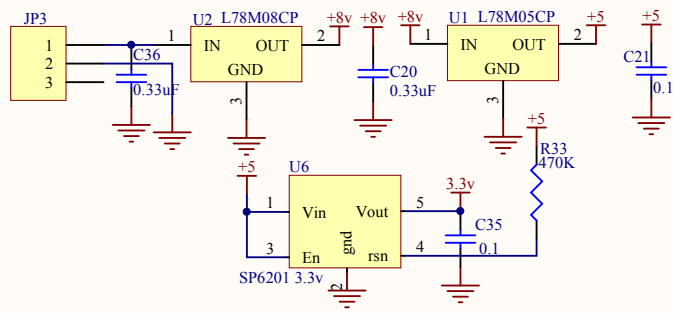 JP3
1
2
3
C36
0.33uF
U2 L78M08CP
1 IN OUT 2
GND
3
+8v
+8v
C20
0.33uF
+8v
U1 L78M05CP
1 IN OUT 2
GND
3
+5
+5
C21
0.1
+5
R33
470K
+5
U6
1 Vin Vout 5
3 En gnd rsn 4
2
SP6201 3.3v
3.3v
C35
0.1